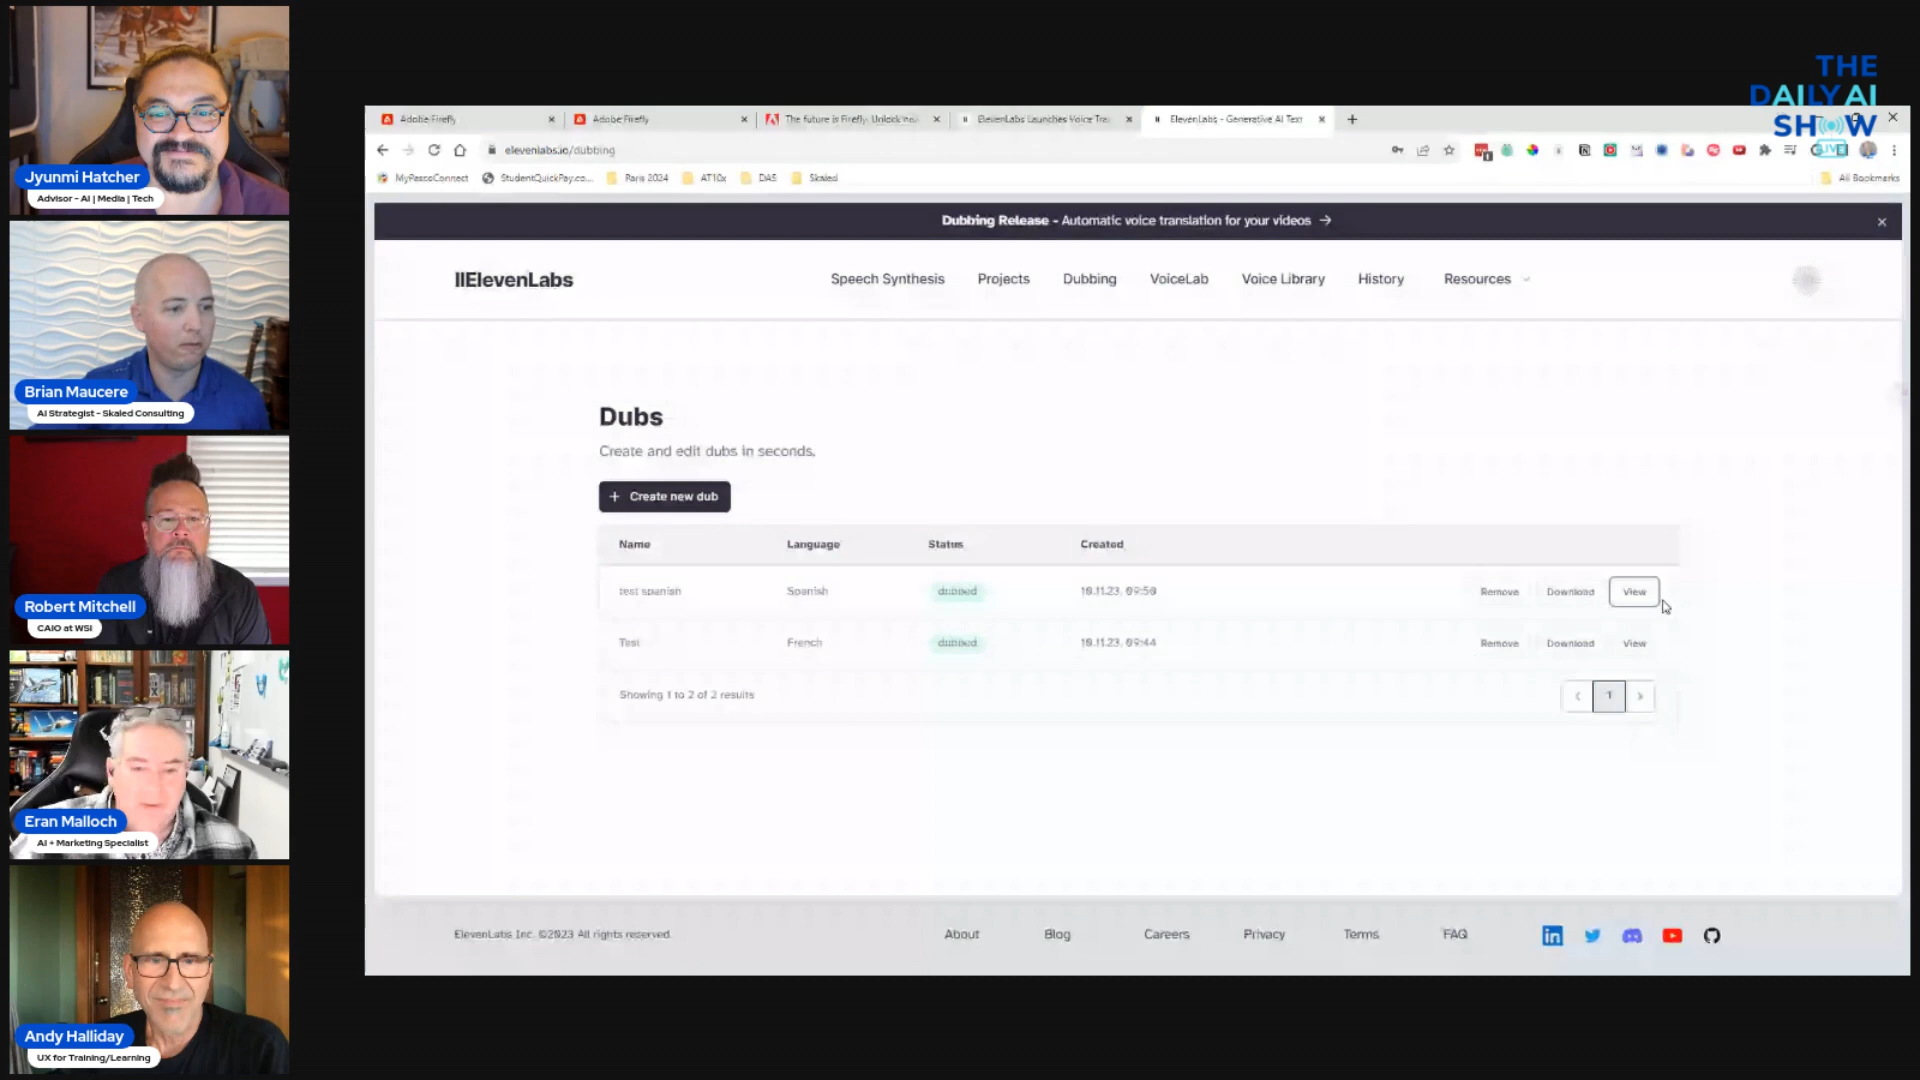 Jyunmi Hatcher
Advisor - AI | Media | Tech
Brian Maucere
AI Strategist - Skaled Consulting
Robert Mitchell
CAIO at WSI
Eran Malloch
AI + Marketing Specialist
Andy Halliday
UX for Training/Learning
THE
DAILY AI
SHOW
LIVE
Adobe Firefly
Adobe Firefly
The future is Firefly. Unlock
ElevenLabs Launches Voice Tra
ElevenLabs - Generative AI Text
elevenlabs.io/dubbing
MyPascoConnect
StudentQuickPay.co...
Paris 2024
AT10x
DAS
Skaled
All Bookmarks
Dubbing Release - Automatic voice translation for your videos →
IIElevenLabs
Speech Synthesis
Projects
Dubbing
VoiceLab
Voice Library
History
Resources
Dubs
Create and edit dubs in seconds.
+ Create new dub
Name Language Status Created
test spanish Spanish dubbed 10.11.23, 09:50 Remove Download View
Test French dubbed 10.11.23, 09:44 Remove Download View
Showing 1 to 2 of 2 results
‹ 1 ›
ElevenLabs Inc. ©2023 All rights reserved.
About
Blog
Careers
Privacy
Terms
FAQ